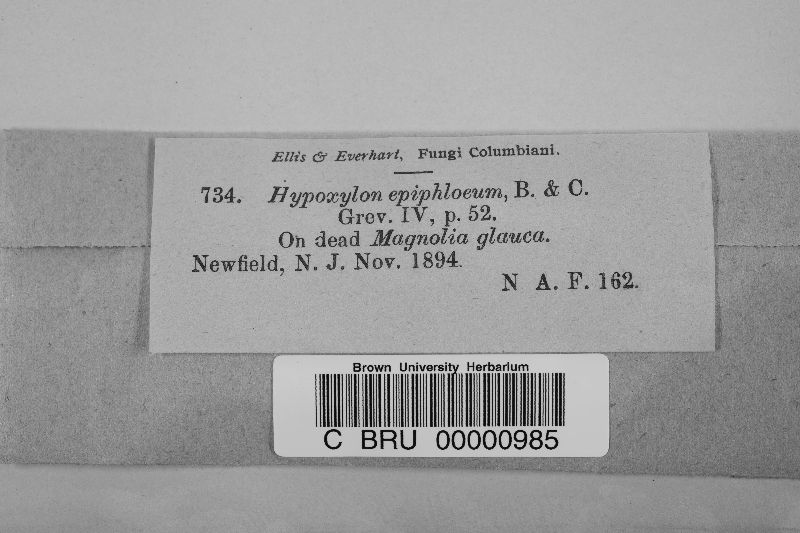 Ellis & Everhart, Fungi Columbiani.
734. Hypoxylon epiphloeum, B. & C.
Grev. IV, p. 52.
On dead Magnolia glauca.
Newfield, N. J. Nov. 1894.
N A. F. 162.
Brown University Herbarium
C BRU 00000985